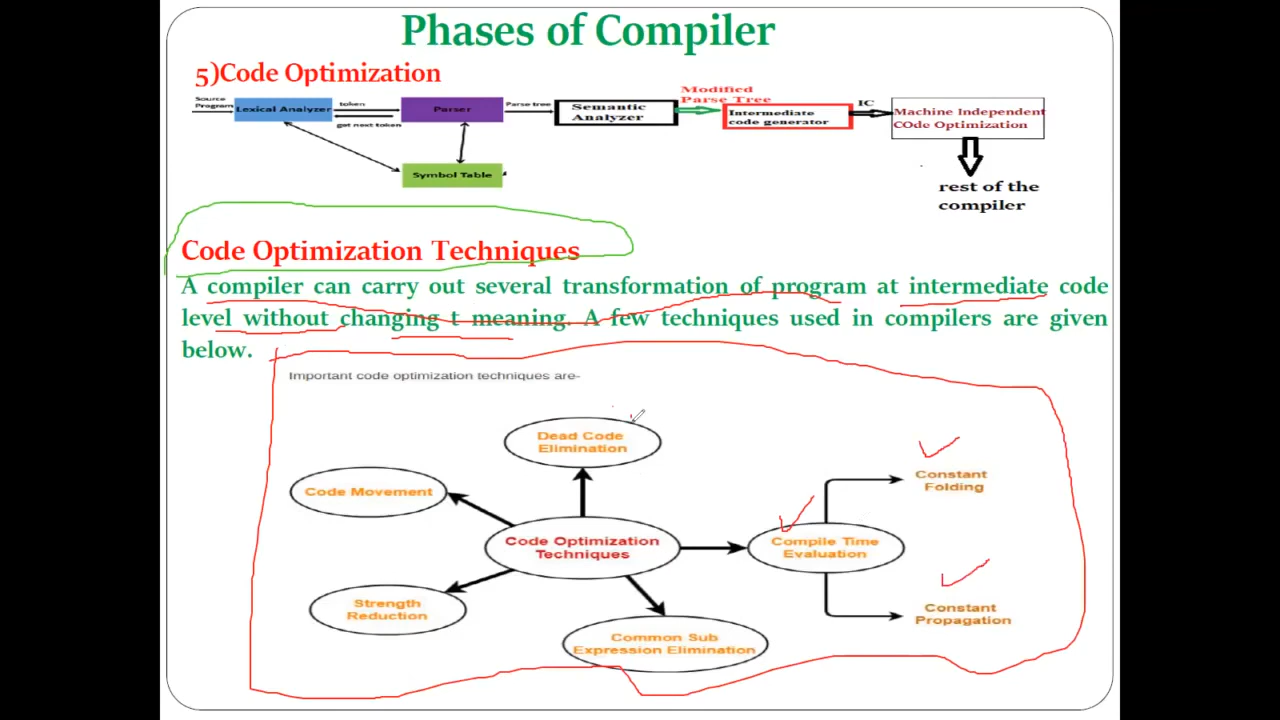 Phases of Compiler
5)Code Optimization
Source
Program
Lexical Analyzer
token
get next token
Parser
Parse tree
Semantic
Analyzer
Modified
Parse Tree
Intermediate
code generator
IC
Machine Independent
COde Optimization
Symbol Table
rest of the
compiler
Code Optimization Techniques
A compiler can carry out several transformation of program at intermediate code
level without changing t meaning. A few techniques used in compilers are given
below.
Important code optimization techniques are-
Dead Code
Elimination
Code Movement
Constant
Folding
Code Optimization
Techniques
Compile Time
Evaluation
Strength
Reduction
Constant
Propagation
Common Sub
Expression Elimination